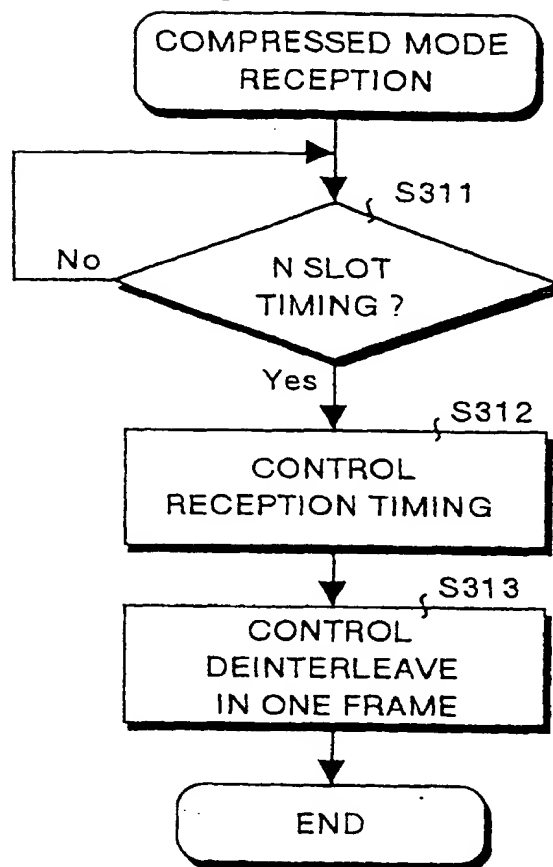 COMPRESSED MODE
RECEPTION
S311
No
N SLOT
TIMING ?
Yes
S312
CONTROL
RECEPTION TIMING
S313
CONTROL
DEINTERLEAVE
IN ONE FRAME
END